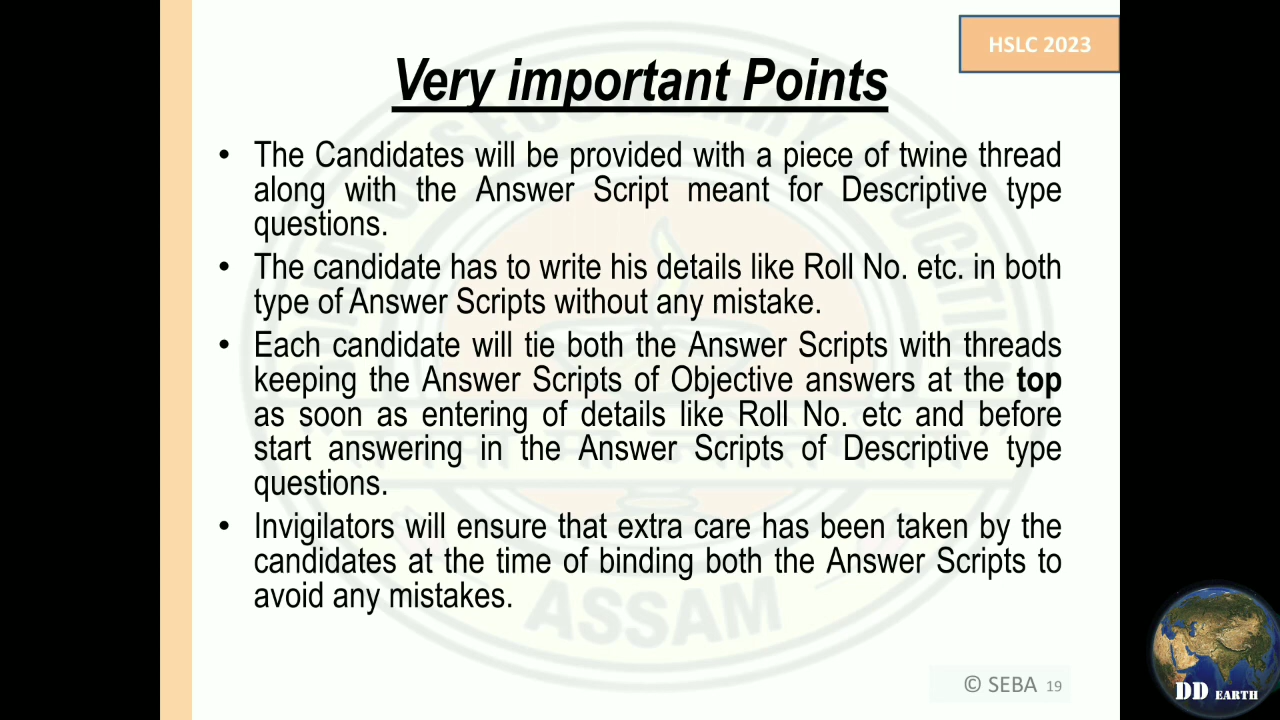 HSLC 2023
Very important Points
• The Candidates will be provided with a piece of twine thread
along with the Answer Script meant for Descriptive type
questions.
• The candidate has to write his details like Roll No. etc. in both
type of Answer Scripts without any mistake.
• Each candidate will tie both the Answer Scripts with threads
keeping the Answer Scripts of Objective answers at the top
as soon as entering of details like Roll No. etc and before
start answering in the Answer Scripts of Descriptive type
questions.
• Invigilators will ensure that extra care has been taken by the
candidates at the time of binding both the Answer Scripts to
avoid any mistakes.
ASSAM
© SEBA 19
DD EARTH